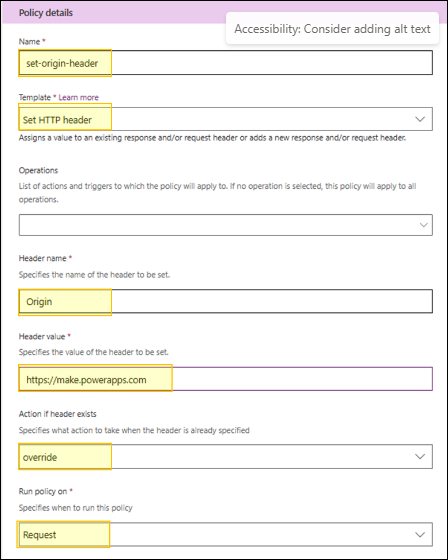 Policy details
Accessibility: Consider adding alt text
Name *
set-origin-header
Template * Learn more
Set HTTP header
Assigns a value to an existing response and/or request header or adds a new response and/or request header.
Operations
List of actions and triggers to which the policy will apply to. If no operation is selected, this policy will apply to all
operations.
Header name *
Specifies the name of the header to be set.
Origin
Header value *
Specifies the value of the header to be set.
https://make.powerapps.com
Action if header exists
Specifies what action to take when the header is already specified
override
Run policy on *
Specifies when to run this policy
Request